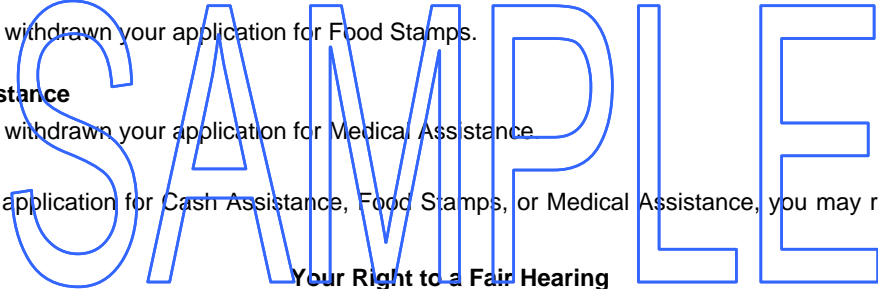 withdrawn your application for Food Stamps.
stance
withdrawn your application for Medical Assistance.
application for Cash Assistance, Food Stamps, or Medical Assistance, you may r
Your Right to a Fair Hearing
SAMPLE